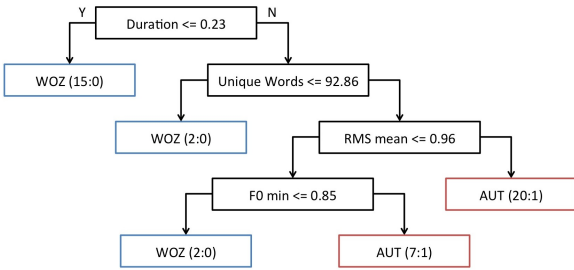 Y
N
Duration <= 0.23
WOZ (15:0)
Unique Words <= 92.86
WOZ (2:0)
RMS mean <= 0.96
F0 min <= 0.85
AUT (20:1)
WOZ (2:0)
AUT (7:1)